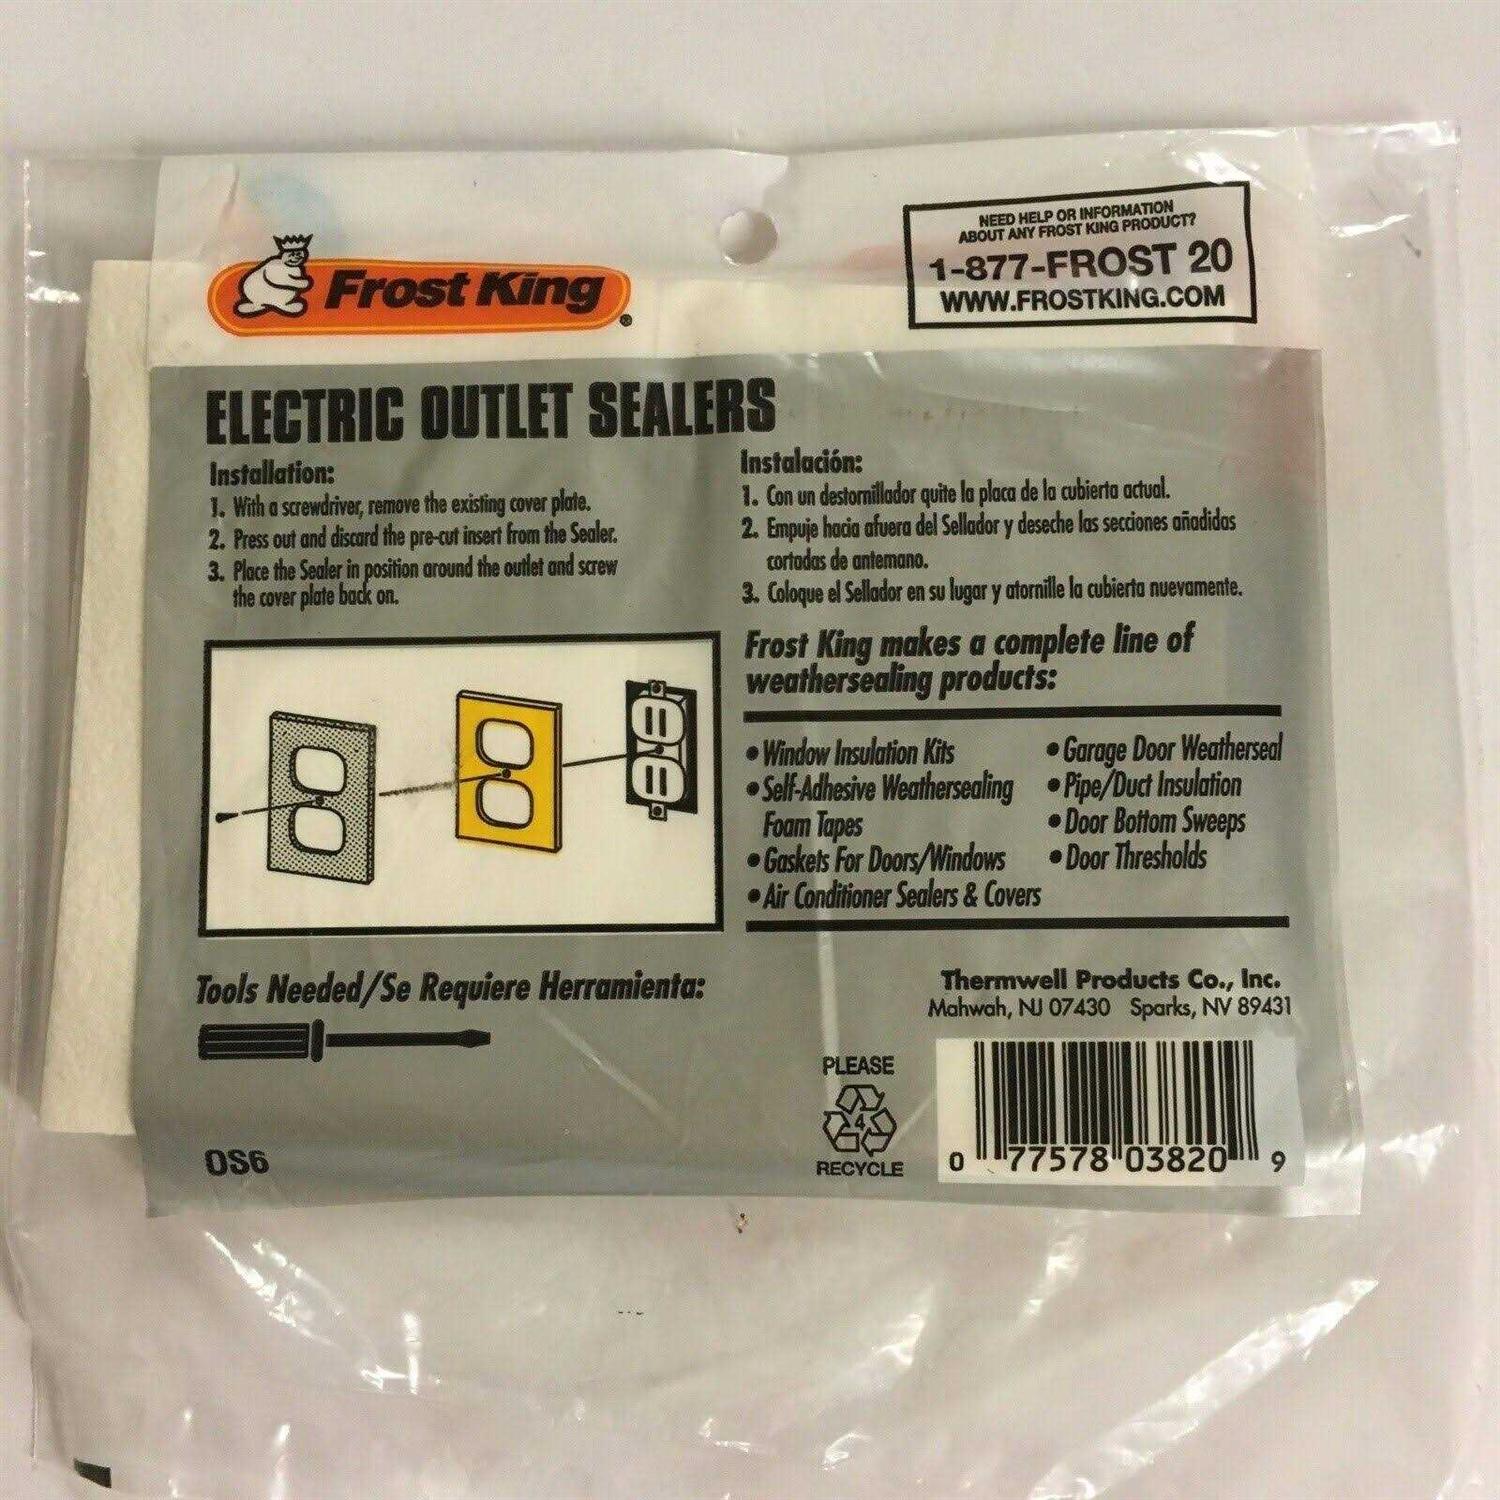 Frost King®
NEED HELP OR INFORMATION
ABOUT ANY FROST KING PRODUCT?
1-877-FROST 20
WWW.FROSTKING.COM
ELECTRIC OUTLET SEALERS
Installation:
1. With a screwdriver, remove the existing cover plate.
2. Press out and discard the pre-cut insert from the Sealer.
3. Place the Sealer in position around the outlet and screw
the cover plate back on.
Instalación:
1. Con un destornillador quite la placa de la cubierta actual.
2. Empuje hacia afuera del Sellador y deseche las secciones añadidas
cortadas de antemano.
3. Coloque el Sellador en su lugar y atornille la cubierta nuevamente.
Frost King makes a complete line of
weathersealing products:
• Window Insulation Kits
• Self-Adhesive Weathersealing
Foam Tapes
• Gaskets For Doors/Windows
• Air Conditioner Sealers & Covers
• Garage Door Weatherseal
• Pipe/Duct Insulation
• Door Bottom Sweeps
• Door Thresholds
Tools Needed/Se Requiere Herramienta:
OS6
Thermwell Products Co., Inc.
Mahwah, NJ 07430 Sparks, NV 89431
PLEASE
4
RECYCLE
0 77578 03820 9